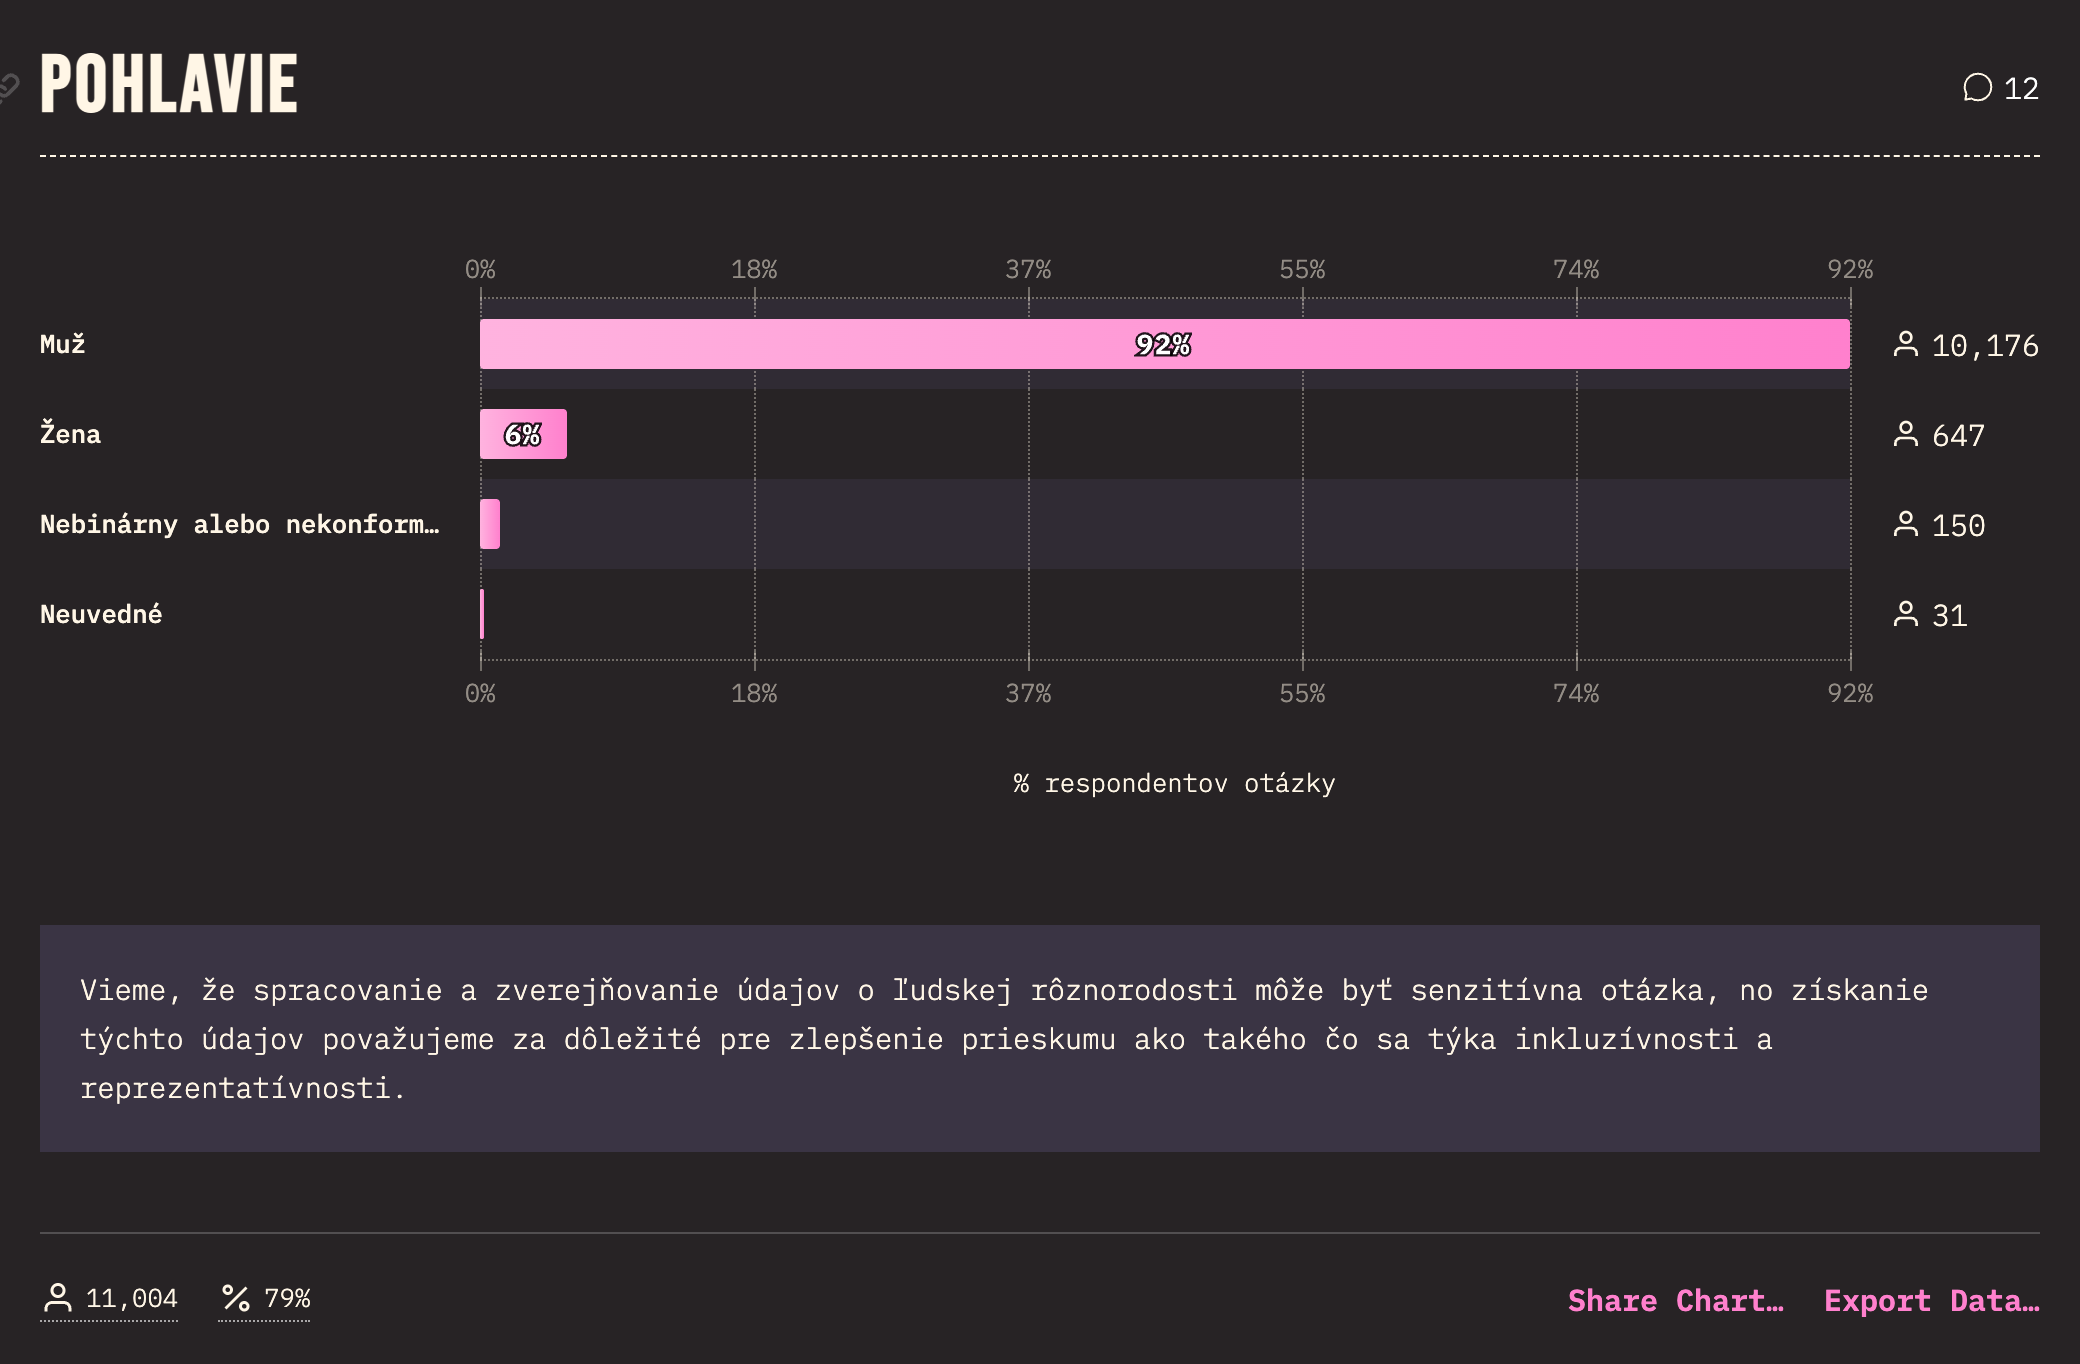 POHLAVIE
12
0% 18% 37% 55% 74% 92%
Muž 92% 10,176
Žena 6% 647
Nebinárny alebo nekonform… 150
Neuvedné 31
0% 18% 37% 55% 74% 92%
% respondentov otázky
Vieme, že spracovanie a zverejňovanie údajov o ľudskej rôznorodosti môže byť senzitívna otázka, no získanie
týchto údajov považujeme za dôležité pre zlepšenie prieskumu ako takého čo sa týka inkluzívnosti a
reprezentatívnosti.
11,004 % 79% Share Chart… Export Data…